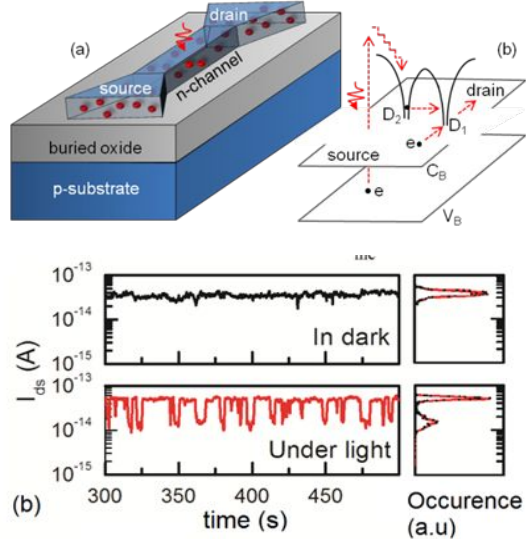 (a)
drain
source
n-channel
buried oxide
p-substrate
(b)
drain
D2
D1
e
source
CB
e
VB
10-13
10-14
10-15
In dark
10-13
10-14
10-15
Under light
Ids (A)
300 350 400 450
time (s)
Occurence
(a.u)
(b)